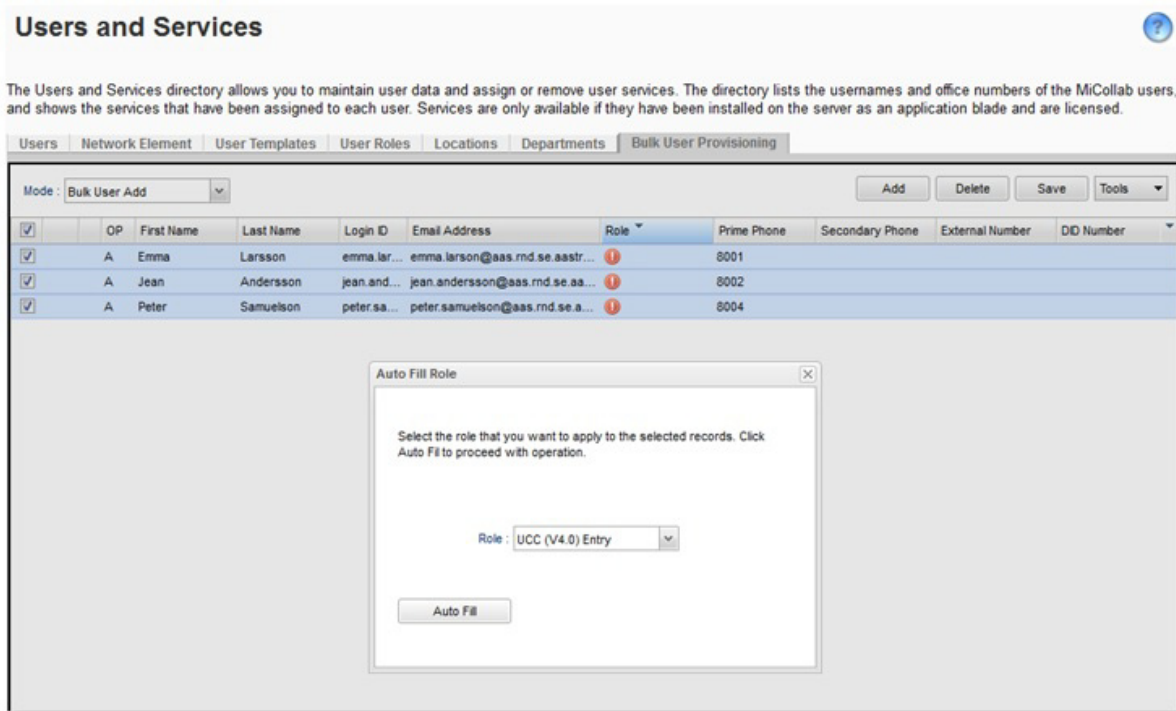 Users and Services
?
The Users and Services directory allows you to maintain user data and assign or remove user services. The directory lists the usernames and office numbers of the MiCollab users,
and shows the services that have been assigned to each user. Services are only available if they have been installed on the server as an application blade and are licensed.
Users Network Element User Templates User Roles Locations Departments Bulk User Provisioning
Mode : Bulk User Add Add Delete Save Tools
OP First Name Last Name Login ID Email Address Role Prime Phone Secondary Phone External Number DID Number
A Emma Larsson emma.lar... emma.larson@aas.rnd.se.aastr... ! 8001
A Jean Andersson jean.and... jean.andersson@aas.rnd.se.aa... ! 8002
A Peter Samuelson peter.sa... peter.samuelson@aas.rnd.se.a... ! 8004
Auto Fill Role
Select the role that you want to apply to the selected records. Click
Auto Fil to proceed with operation.
Role : UCC (V4.0) Entry
Auto Fill